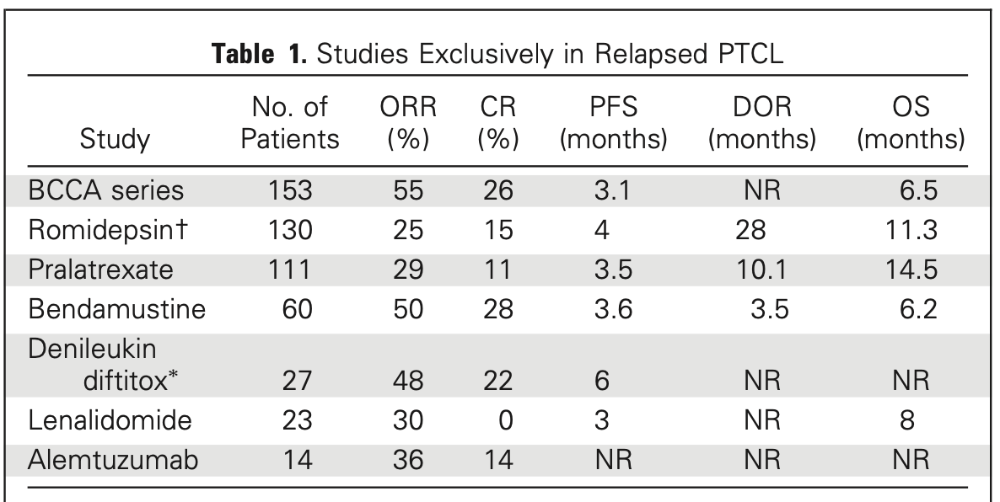 Table 1. Studies Exclusively in Relapsed PTCL
Study No. of Patients ORR (%) CR (%) PFS (months) DOR (months) OS (months)
BCCA series 153 55 26 3.1 NR 6.5
Romidepsin† 130 25 15 4 28 11.3
Pralatrexate 111 29 11 3.5 10.1 14.5
Bendamustine 60 50 28 3.6 3.5 6.2
Denileukin
diftitox* 27 48 22 6 NR NR
Lenalidomide 23 30 0 3 NR 8
Alemtuzumab 14 36 14 NR NR NR